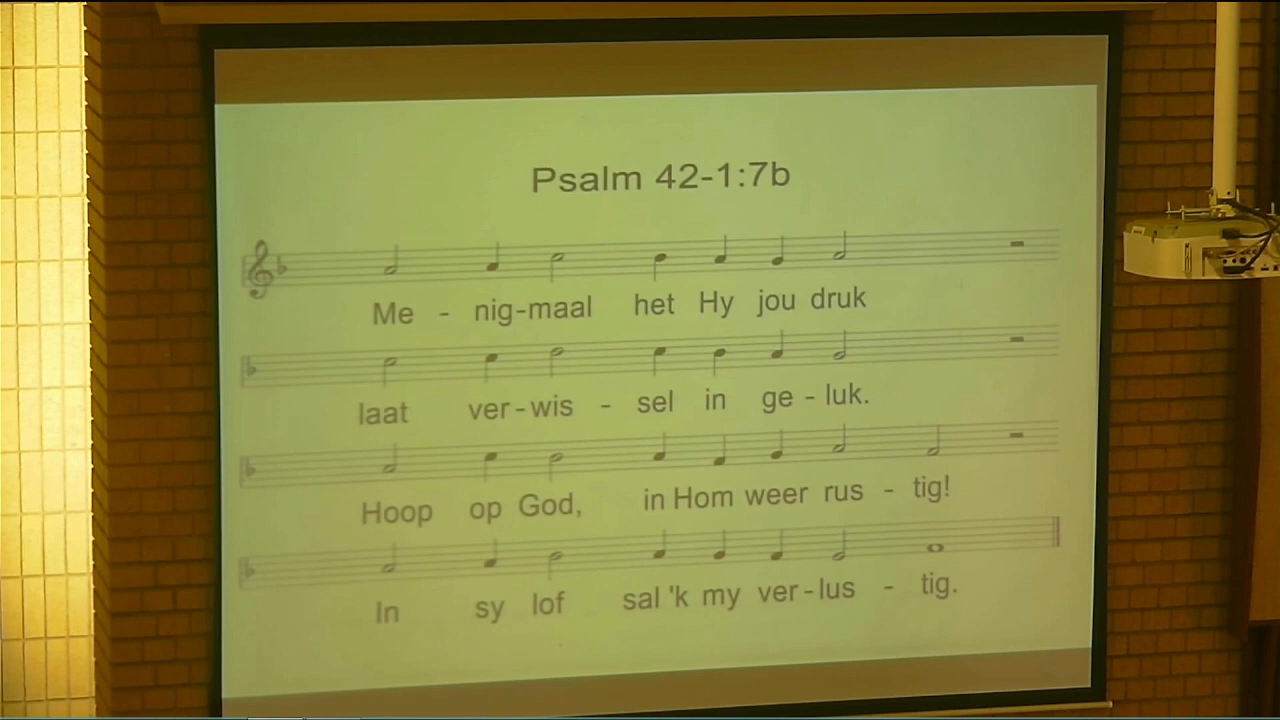 Psalm 42-1:7b
Me - nig-maal het Hy jou druk
laat ver-wis - sel in ge - luk.
Hoop op God, in Hom weer rus - tig!
In sy lof sal 'k my ver-lus - tig.